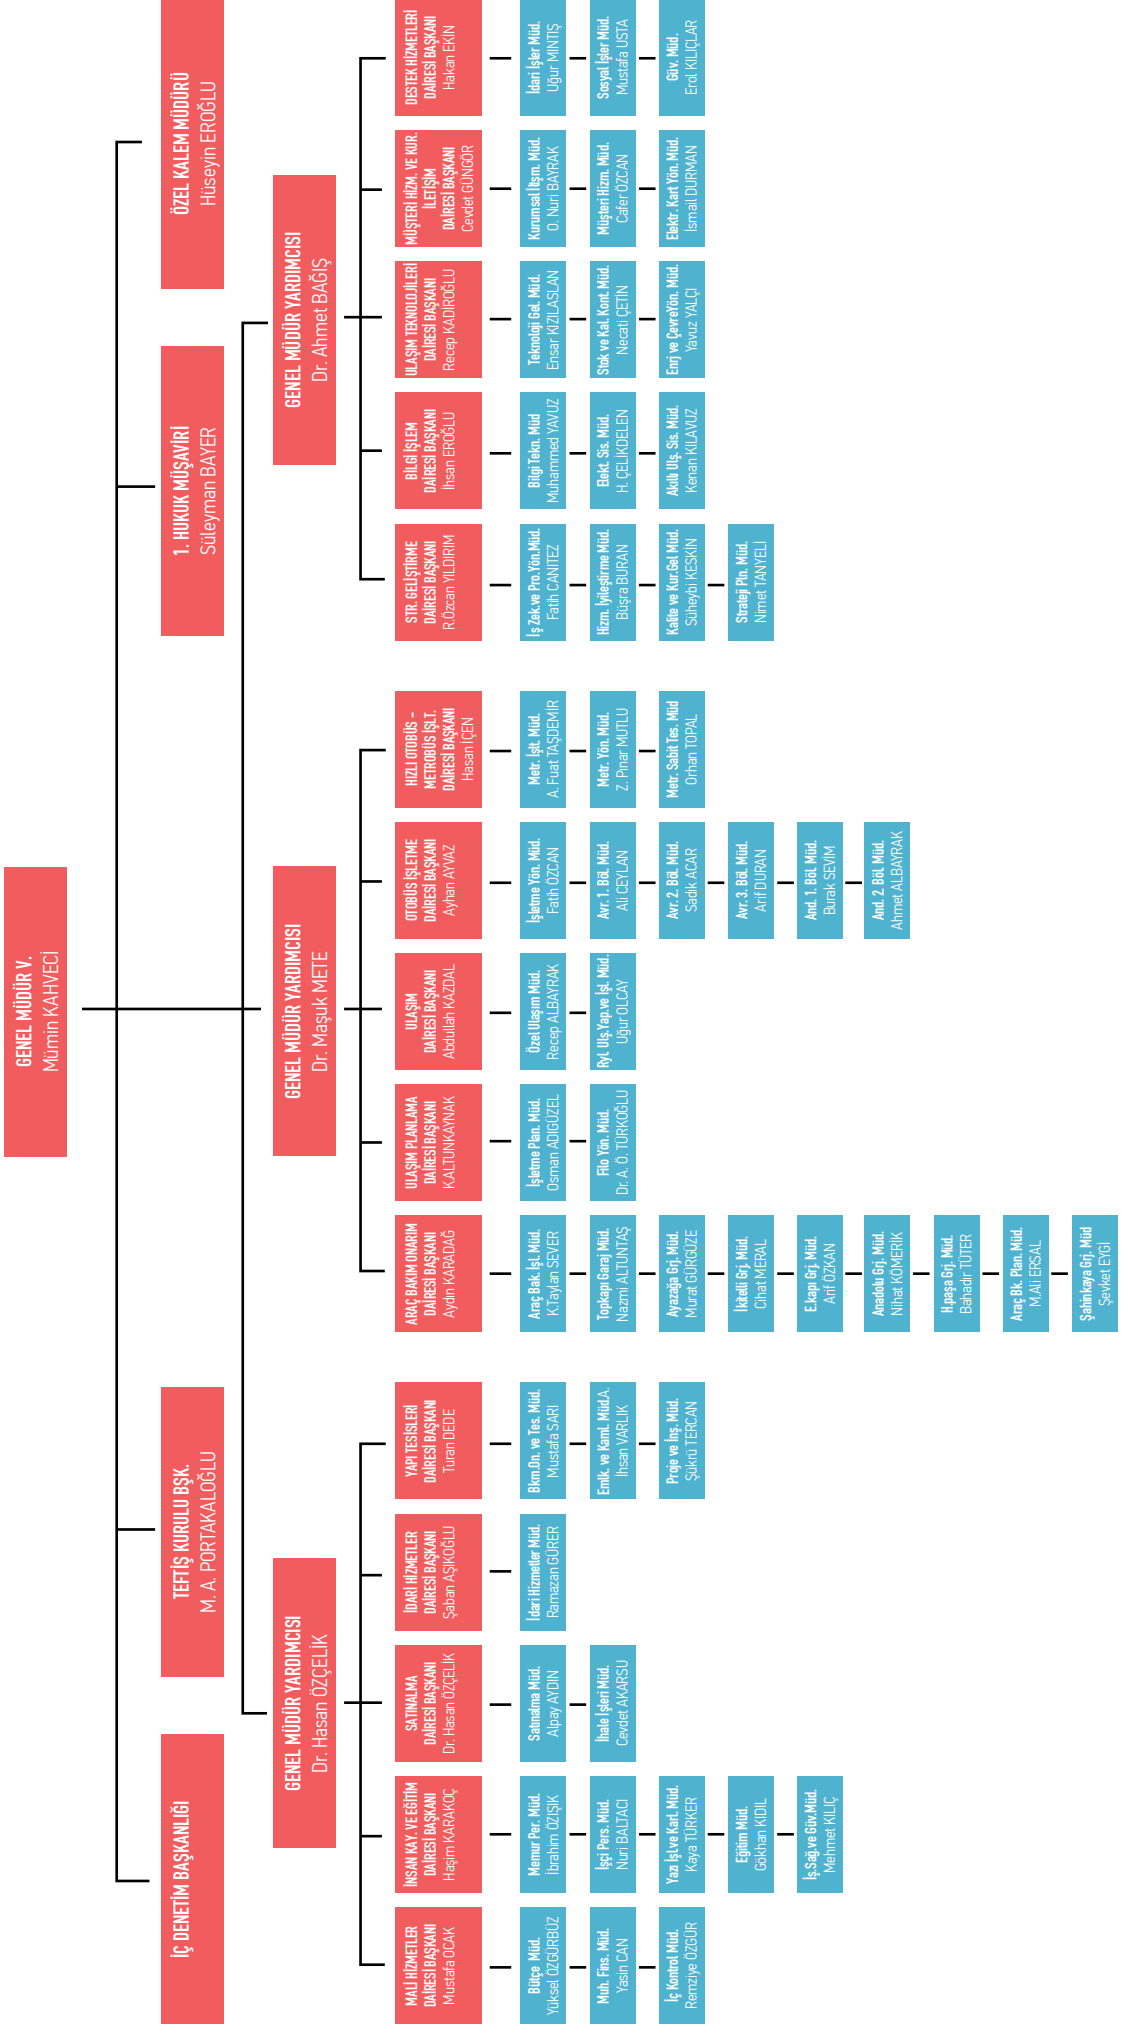 GENEL MÜDÜR V.
Mümin KAHVECİ
İÇ DENETİM BAŞKANLIĞI
TEFTİŞ KURULU BŞK.
M. A. PORTAKALOĞLU
1. HUKUK MÜŞAVİRİ
Süleyman BAYER
ÖZEL KALEM MÜDÜRÜ
Hüseyin EROĞLU
GENEL MÜDÜR YARDIMCISI
Dr. Hasan ÖZÇELİK
GENEL MÜDÜR YARDIMCISI
Dr. Maşuk METE
GENEL MÜDÜR YARDIMCISI
Dr. Ahmet BAĞIŞ
MALİ HİZMETLER
DAİRESİ BAŞKANI
Mustafa OCAK
Bütçe Müd.
Yüksel ÖZGÜRBÜZ
Muh. Fins. Müd.
Yasin CAN
İç Kontrol Müd.
Remziye ÖZGÜR
İNSAN KAY. VE EĞİTİM
DAİRESİ BAŞKANI
Haşim KARAKOÇ
Memur Per. Müd.
İbrahim ÖZIŞIK
İşçi Pers. Müd.
Nuri BALTACI
Yazı İşl.ve Karl. Müd.
Kaya TÜRKER
Eğitim Müd.
Gökhan KIDIL
İş.Sağ.ve Güv.Müd.
Mehmet KILIÇ
SATINALMA
DAİRESİ BAŞKANI
Dr. Hasan ÖZÇELİK
Satınalma Müd.
Alpay AYDIN
İhale İşleri Müd.
Cevdet AKARSU
İDARİ HİZMETLER
DAİRESİ BAŞKANI
Şaban AŞIKOĞLU
İdari Hizmetler Müd.
Ramazan GÜRER
YAPI TESİSLERİ
DAİRESİ BAŞKANI
Turan DEDE
Bkm.On. ve Tes. Müd.
Mustafa SARI
Emlk. ve Kaml. Müd.A.
İhsan VARLIK
Proje ve İnş. Müd.
Şükrü TERCAN
ARAÇ BAKIM ONARIM
DAİRESİ BAŞKANI
Aydın KARADAĞ
Araç Bak. İşl. Müd.
K.Taylan SEVER
Topkapı Garaj Müd.
Nazmi ALTUNTAŞ
Ayazağa Grj. Müd.
Murat GÜRGÜZE
İkitelli Grj. Müd.
Cihat MERAL
E.kapı Grj Müd.
Arif ÖZKAN
Anadolu Grj. Müd.
Nihat KÖMERİK
H.paşa Grj. Müd.
Bahadır TÜTER
Araç Bk. Plan. Müd.
M.Ali ERSAL
Şahinkaya Grj. Müd
Şevket EYGİ
ULAŞIM PLANLAMA
DAİRESİ BAŞKANI
K.ALTUNKAYNAK
İşletme Plan. Müd.
Osman ADIGÜZEL
Filo Yön. Müd.
Dr. A. Ö. TÜRKOĞLU
ULAŞIM
DAİRESİ BAŞKANI
Abdullah KAZDAL
Özel Ulaşım Müd.
Recep ALBAYRAK
Ryl. Ulş.Yap.ve İşl. Müd.
Uğur OLCAY
OTOBÜS İŞLETME
DAİRESİ BAŞKANI
Ayhan AYVAZ
İşletme Yön. Müd.
Fatih ÖZCAN
Avr. 1. Böl. Müd.
Ali CEYLAN
Avr. 2. Böl. Müd.
Sadık ACAR
Avr. 3. Böl. Müd.
Arif DURAN
And. 1. Böl. Müd.
Burak SEVİM
And. 2. Böl. Müd.
Ahmet ALBAYRAK
HIZLI OTOBÜS –
METROBÜS İŞLT.
DAİRESİ BAŞKANI
Hasan İÇEN
Metr. İşlt. Müd.
A. Fuat TAŞDEMİR
Metr. Yön. Müd.
Z. Pınar MUTLU
Metr. Sabit Tes. Müd
Orhan TOPAL
STR. GELİŞTİRME
DAİRESİ BAŞKANI
R.Özcan YILDIRIM
İş Zek.ve Pro.Yön.Müd.
Fatih CANITEZ
Hizm. İyileştirme Müd.
Büşra BURAN
Kalite ve Kur.Gel Müd.
Süheybi KESKİN
Strateji Pln. Müd.
Nimet TANYELİ
BİLGİ İŞLEM
DAİRESİ BAŞKANI
İhsan EROĞLU
Bilgi Tekn. Müd
Muhammed YAVUZ
Elekt. Sis. Müd.
H. ÇELİKDELEN
Akıllı Ulş. Sis. Müd.
Kenan KILAVUZ
ULAŞIM TEKNOLOJİLERİ
DAİRESİ BAŞKANI
Recep KADİROĞLU
Teknoloji Gel. Müd.
Ensar KIZILASLAN
Stok ve Kal. Kont. Müd.
Necati ÇETİN
Enrj ve ÇevreYön. Müd.
Yavuz YALÇI
MÜŞTERİ HİZM. VE KUR.
İLETİŞİM
DAİRESİ BAŞKANI
Cevdet GÜNGÖR
Kurumsal İltşm. Müd.
O. Nuri BAYRAK
Müşteri Hizm. Müd.
Cafer ÖZCAN
Elektr. Kart Yön. Müd.
İsmail DURMAN
DESTEK HİZMETLERİ
DAİRESİ BAŞKANI
Hakan EKİN
İdari İşler Müd.
Uğur MINTIŞ
Sosyal İşler Müd.
Mustafa USTA
Güv. Müd.
Erol KILIÇLAR